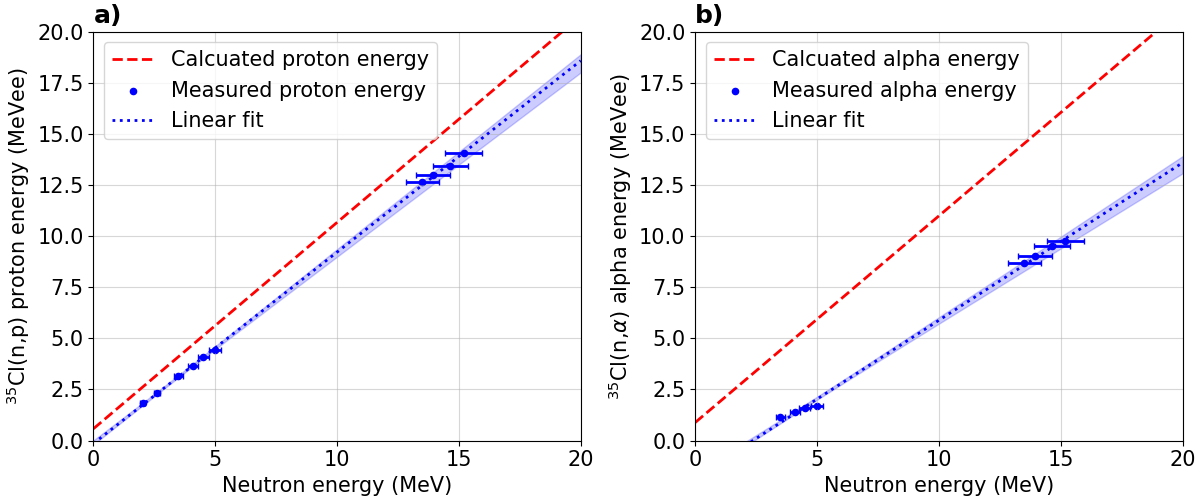 a)
20.0
17.5
15.0
12.5
10.0
7.5
5.0
2.5
0.0
³⁵Cl(n,p) proton energy (MeVee)
Calcuated proton energy
Measured proton energy
Linear fit
0 5 10 15 20
Neutron energy (MeV)
b)
20.0
17.5
15.0
12.5
10.0
7.5
5.0
2.5
0.0
³⁵Cl(n,α) alpha energy (MeVee)
Calcuated alpha energy
Measured alpha energy
Linear fit
0 5 10 15 20
Neutron energy (MeV)